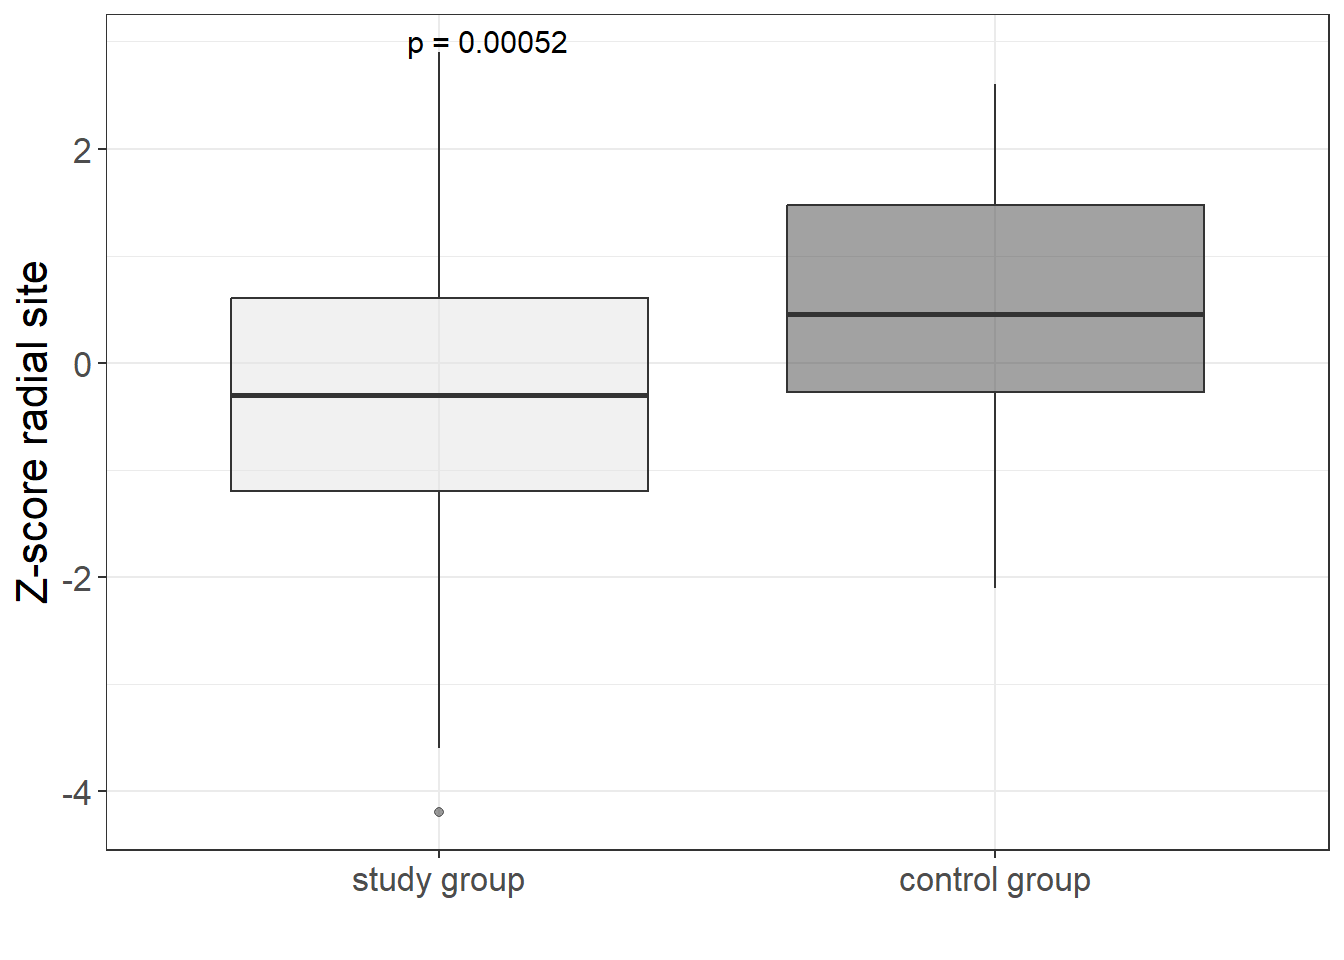 p = 0.00052
Z-score radial site
2
0
-2
-4
study group
control group